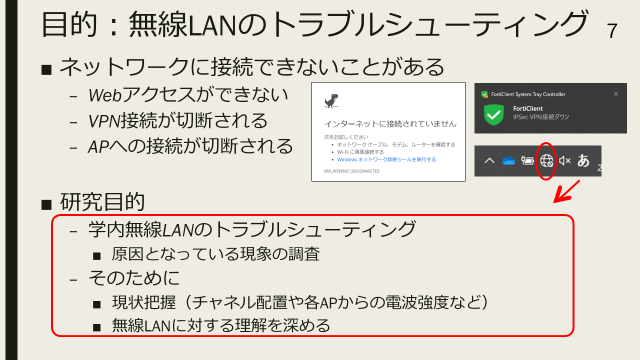 目的：無線LANのトラブルシューティング
7
■ ネットワークに接続できないことがある
– Webアクセスができない
– VPN接続が切断される
– APへの接続が切断される
インターネットに接続されていません
次をお試しください
• ネットワーク ケーブル、モデム、ルーターを確認する
• Wi-Fi に再接続する
• Windows ネットワーク診断ツールを実行する
ERR_INTERNET_DISCONNECTED
FortiClient System Tray Controller
FortiClient
IPSec VPN接続ダウン
あ
2
■ 研究目的
– 学内無線LANのトラブルシューティング
■ 原因となっている現象の調査
– そのために
■ 現状把握（チャネル配置や各APからの電波強度など）
■ 無線LANに対する理解を深める